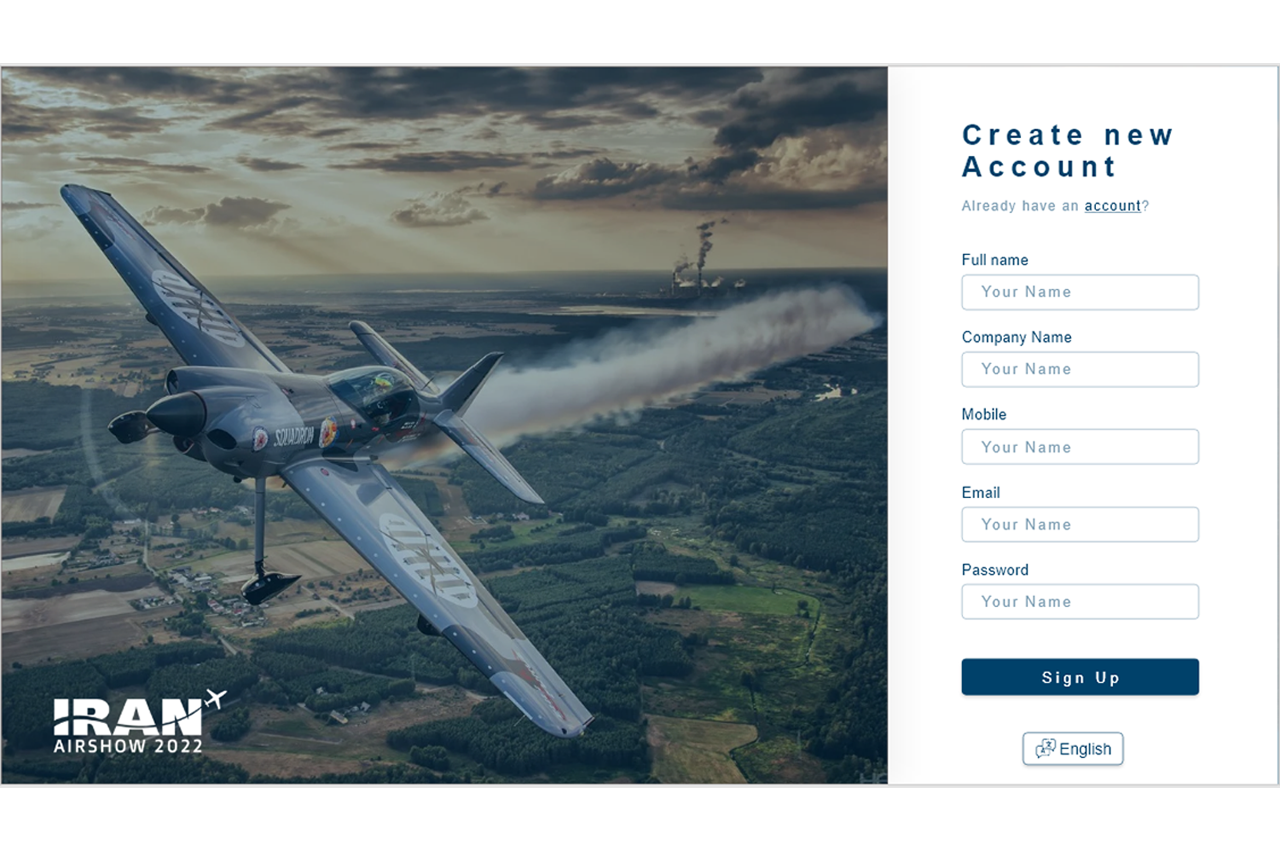 SQUADRON
IRAN
AIRSHOW 2022
Create new
Account
Already have an account?
Full name
Your Name
Company Name
Your Name
Mobile
Your Name
Email
Your Name
Password
Your Name
Sign Up
English